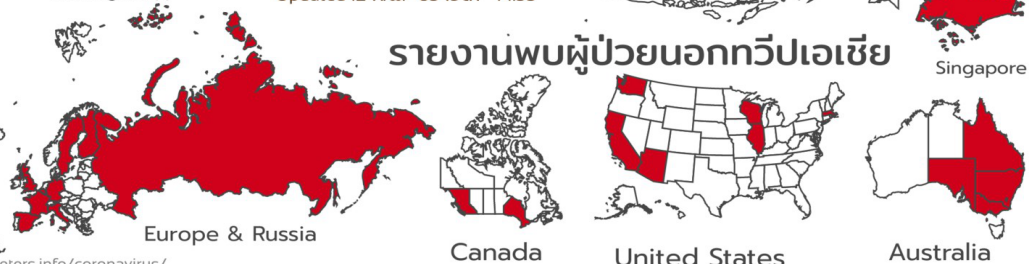 รายงานพบผู้ป่วยนอกทวีปเอเชีย
Singapore
Europe & Russia
Canada
United States
Australia